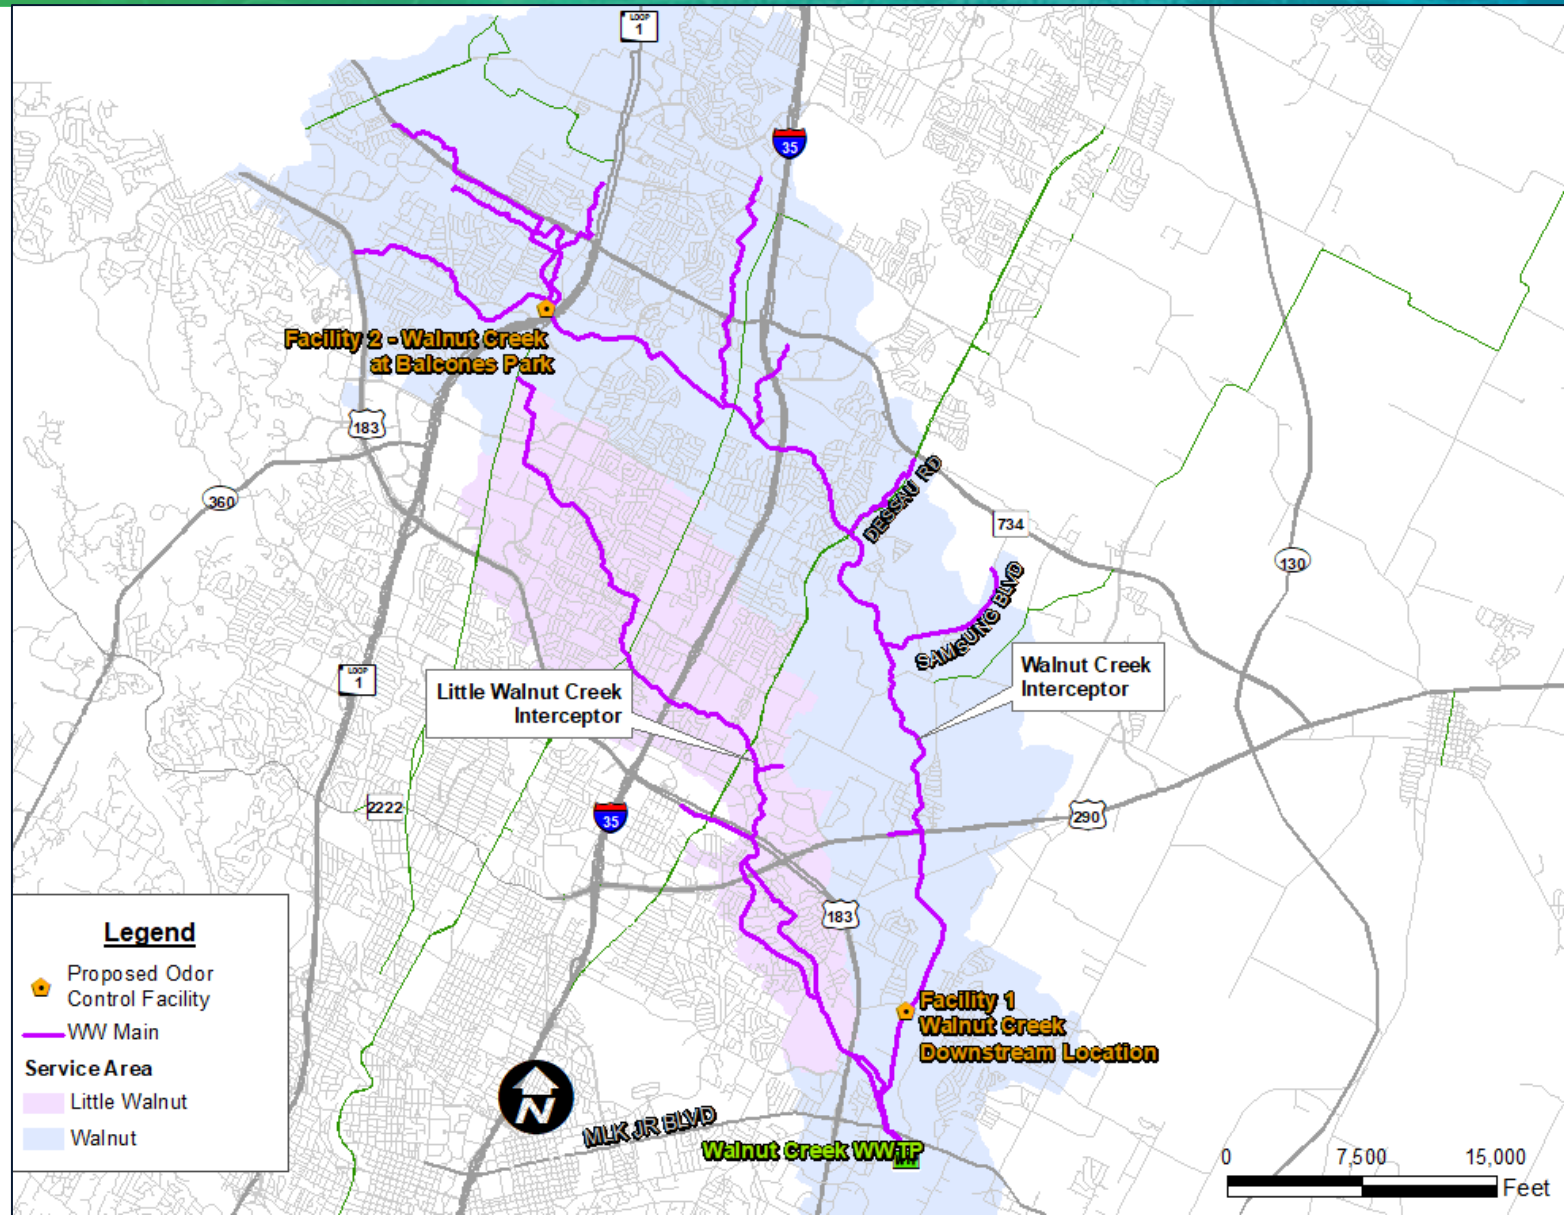 LOOP
1
35
Facility 2 - Walnut Creek
at Balcones Park
183
360
DESSAU RD
734
130
SAMSUNG BLVD
Walnut Creek
Interceptor
LOOP
1
Little Walnut Creek
Interceptor
2222
35
290
183
Legend
Proposed Odor
Control Facility
WW Main
Service Area
Little Walnut
Walnut
N
Facility 1
Walnut Creek
Downstream Location
MLK JR BLVD
Walnut Creek WWTP
0 7,500 15,000
Feet